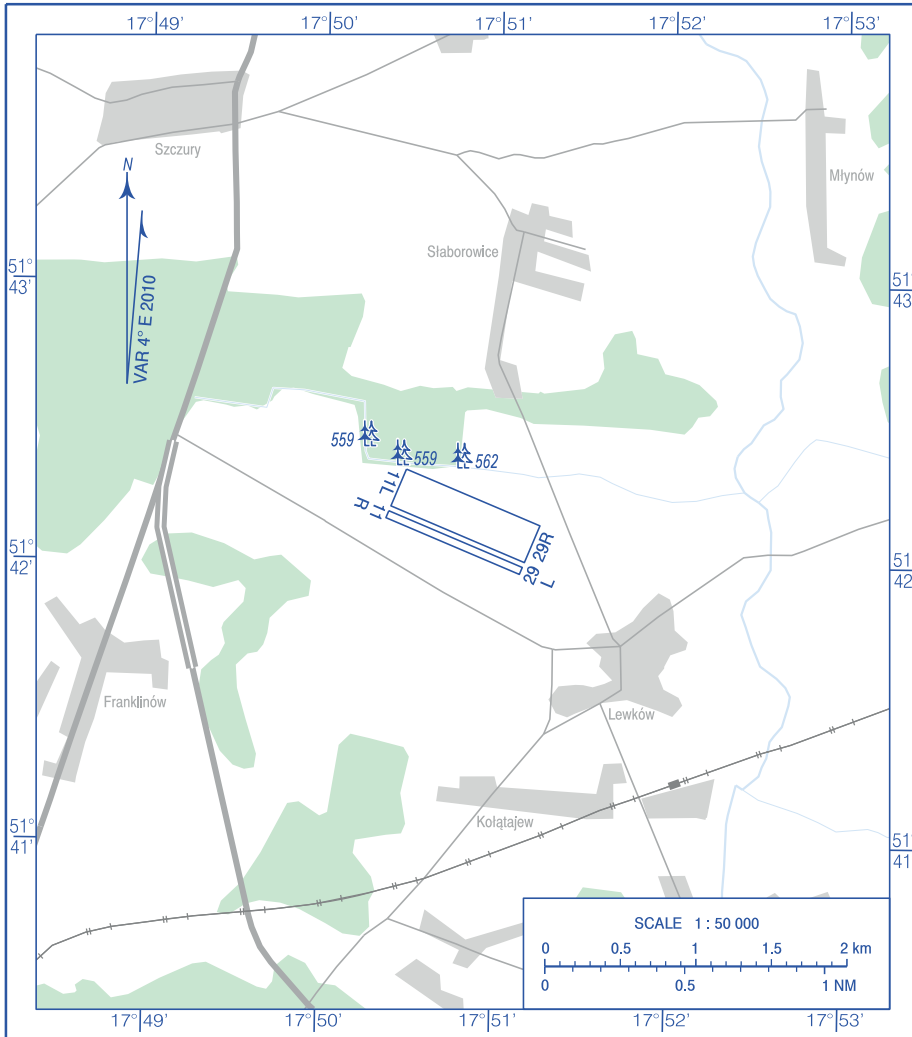 17°49' 17°50' 17°51' 17°52' 17°53'
Szczury
Młynów
N
Słaborowice
51°
43'
51°
43'
VAR 4° E 2010
559
559
562
11L
11
R
29R
29
L
51°
42'
51°
42'
Franklinów
Lewków
51°
41'
Kołątajew
51°
41'
SCALE 1 : 50 000
0 0.5 1 1.5 2 km
0 0.5 1 NM
17°49' 17°50' 17°51' 17°52' 17°53'